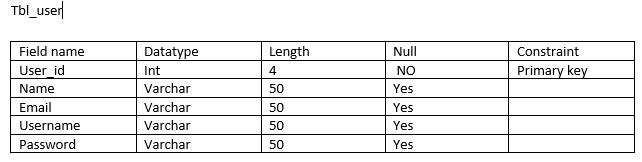 Tbl_user
Field name Datatype Length Null Constraint
User_id Int 4 NO Primary key
Name Varchar 50 Yes
Email Varchar 50 Yes
Username Varchar 50 Yes
Password Varchar 50 Yes